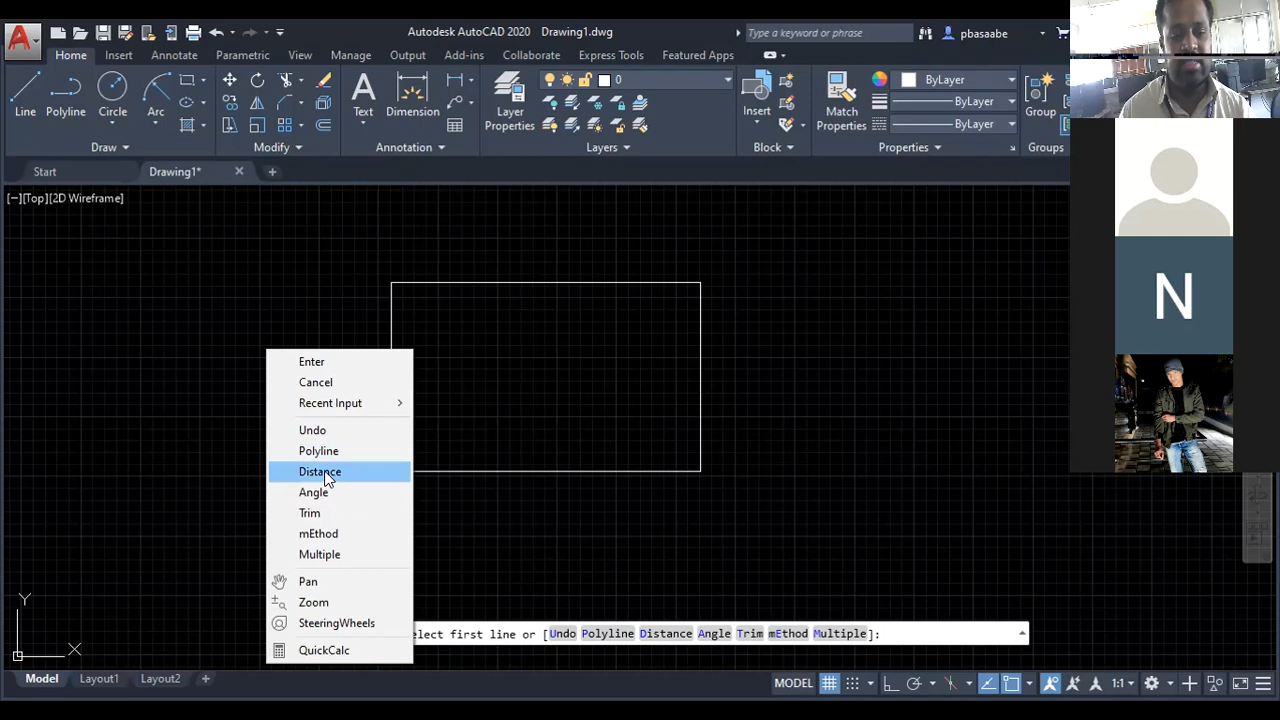 Autodesk AutoCAD 2020 Drawing1.dwg
Type a keyword or phrase
pbasaabe
Home Insert Annotate Parametric View Manage Output Add-ins Collaborate Express Tools Featured Apps
0
ByLayer
Line Polyline Circle Arc
Text Dimension
Layer Properties
Insert
Match Properties
ByLayer
Group
ByLayer
Draw Modify Annotation Layers Block Properties Groups
Start Drawing1*
[−][Top][2D Wireframe]
N
Enter
Cancel
Recent Input
Undo
Polyline
Distance
Angle
Trim
mEthod
Multiple
Pan
Zoom
SteeringWheels
QuickCalc
elect first line or [Undo Polyline Distance Angle Trim mEthod Multiple]:
Y
X
Model Layout1 Layout2
MODEL 1:1